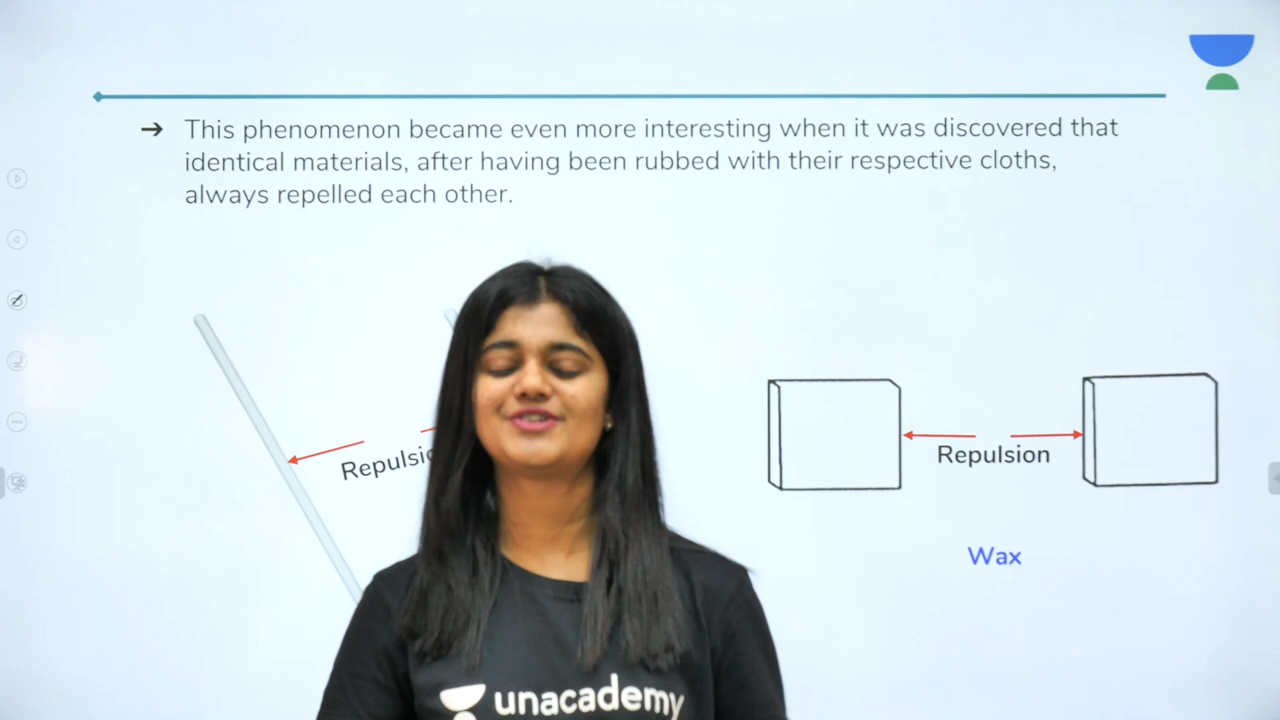 ➔ This phenomenon became even more interesting when it was discovered that
identical materials, after having been rubbed with their respective cloths,
always repelled each other.
Repulsic
Repulsion
Wax
unacademy